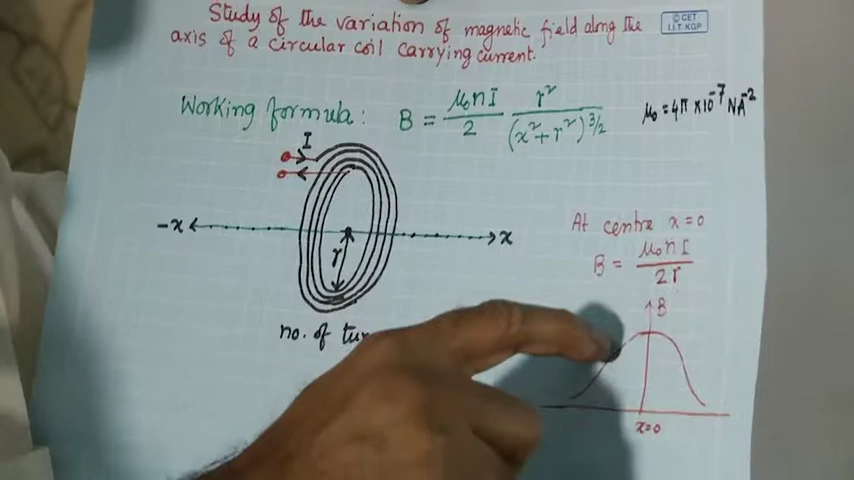 Study of the variation of magnetic field along the
axis of a circular coil carrying current.
© CET
I.I.T. KGP
Working formula: B = μ₀nI/2 r²/(x²+r²)^3/2
μ₀ = 4π × 10⁻⁷ NA⁻²
I
-x
x
r
no. of
At centre x=0
B = μ₀nI/2r
B
x=0